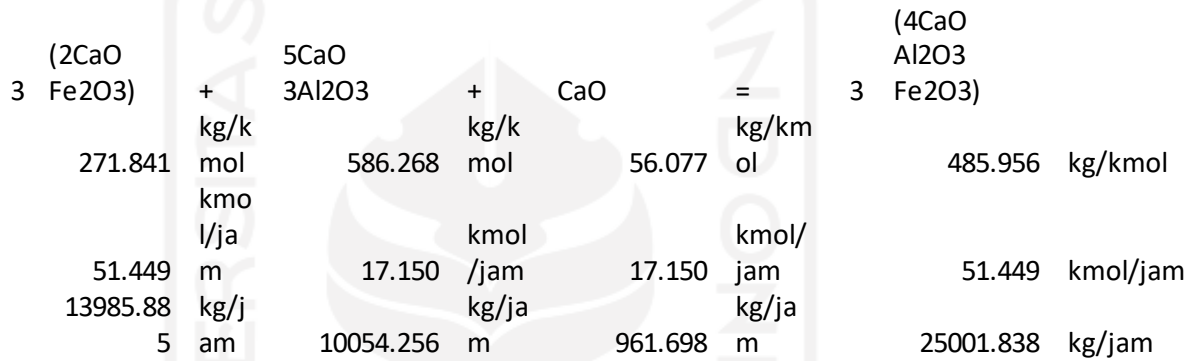 (4CaO
(2CaO 5CaO Al2O3
3 Fe2O3) + 3Al2O3 + CaO = 3 Fe2O3)
kg/k kg/k kg/km
271.841 mol 586.268 mol 56.077 ol 485.956 kg/kmol
kmo
l/ja kmol kmol/
51.449 m 17.150 /jam 17.150 jam 51.449 kmol/jam
13985.88 kg/j kg/ja kg/ja
5 am 10054.256 m 961.698 m 25001.838 kg/jam